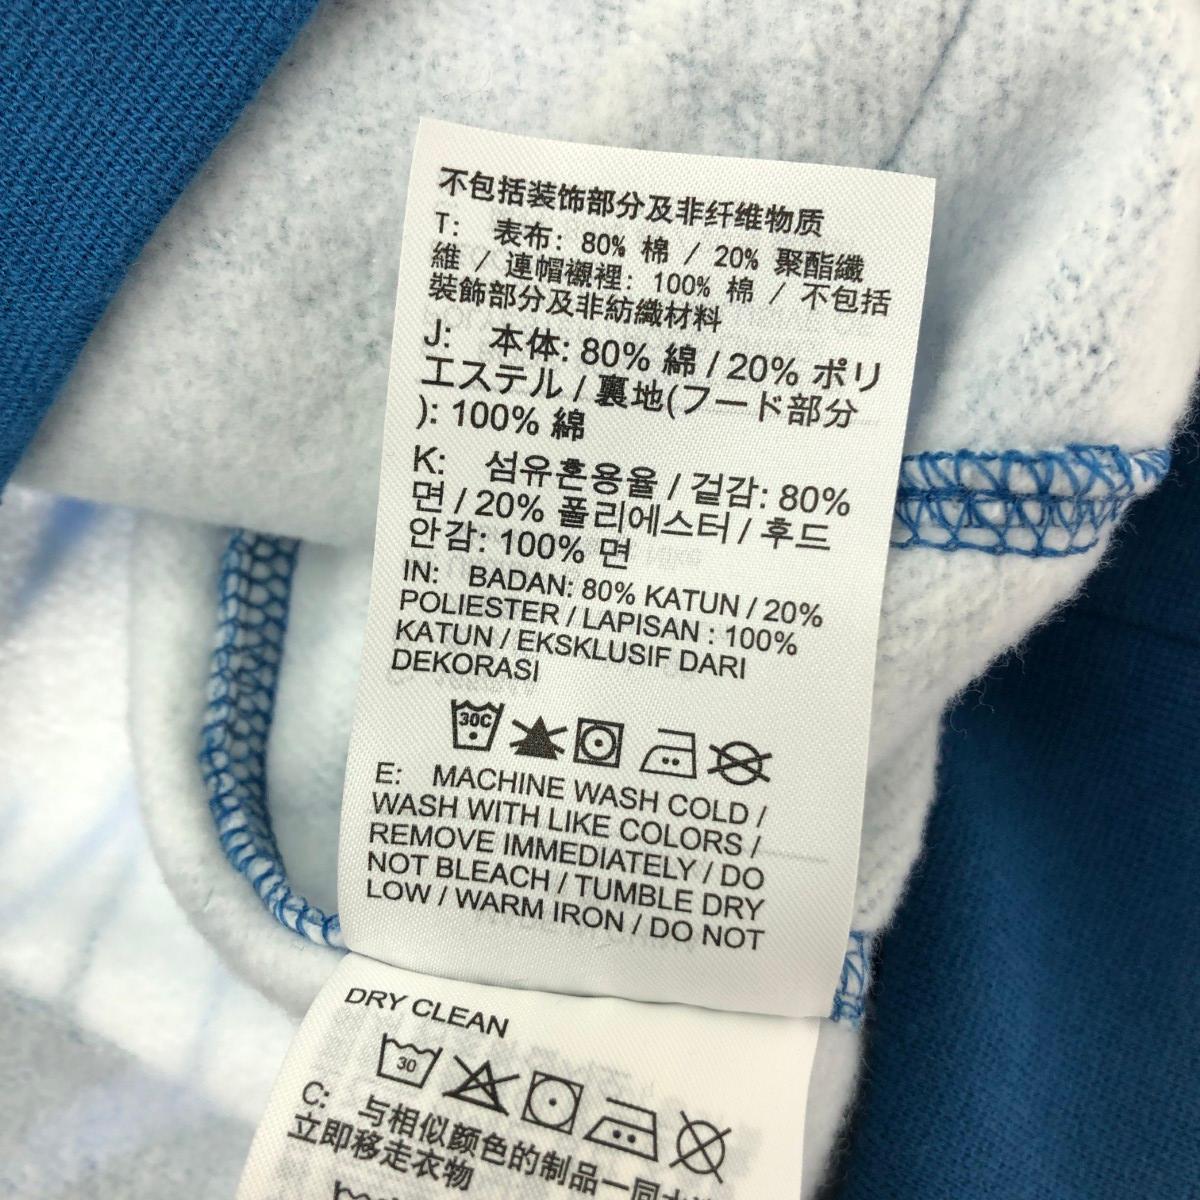 不包括装饰部分及非纤维物质
T: 表布: 80% 棉 / 20% 聚酯纖
維 / 連帽襯裡: 100% 棉 / 不包括
裝飾部分及非紡織材料
J: 本体: 80% 綿 / 20% ポリ
エステル / 裏地(フード部分
): 100% 綿
K: 섬유혼용율 / 겉감: 80%
면 / 20% 폴리에스터 / 후드
안감: 100% 면
IN: BADAN: 80% KATUN / 20%
POLIESTER / LAPISAN : 100%
KATUN / EKSKLUSIF DARI
DEKORASI
30C
E: MACHINE WASH COLD /
WASH WITH LIKE COLORS /
REMOVE IMMEDIATELY / DO
NOT BLEACH / TUMBLE DRY
LOW / WARM IRON / DO NOT
DRY CLEAN
30
C: 与相似颜色的制品一同水
立即移走衣物